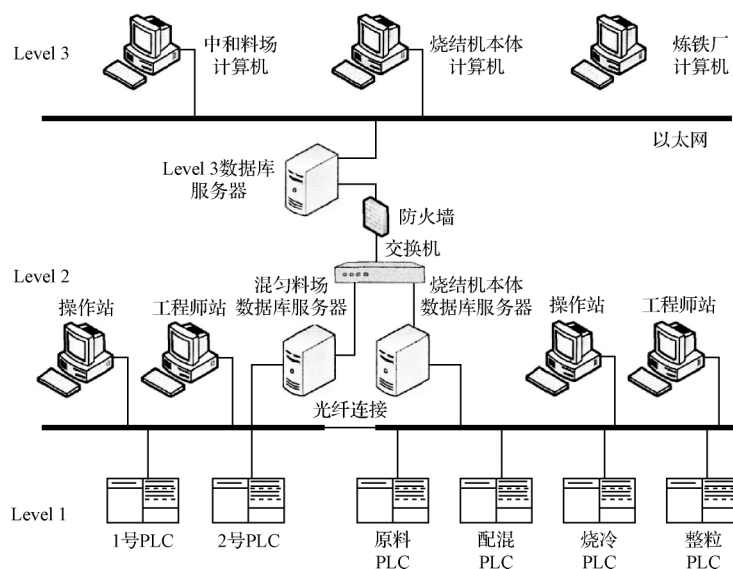 Level 3
中和料场
计算机
烧结机本体
计算机
炼铁厂
计算机
以太网
Level 3数据库
服务器
防火墙
交换机
Level 2
混匀料场
数据库服务器
烧结机本体
数据库服务器
操作站
工程师站
操作站
工程师站
光纤连接
Level 1
1号PLC
2号PLC
原料
PLC
配混
PLC
烧冷
PLC
整粒
PLC